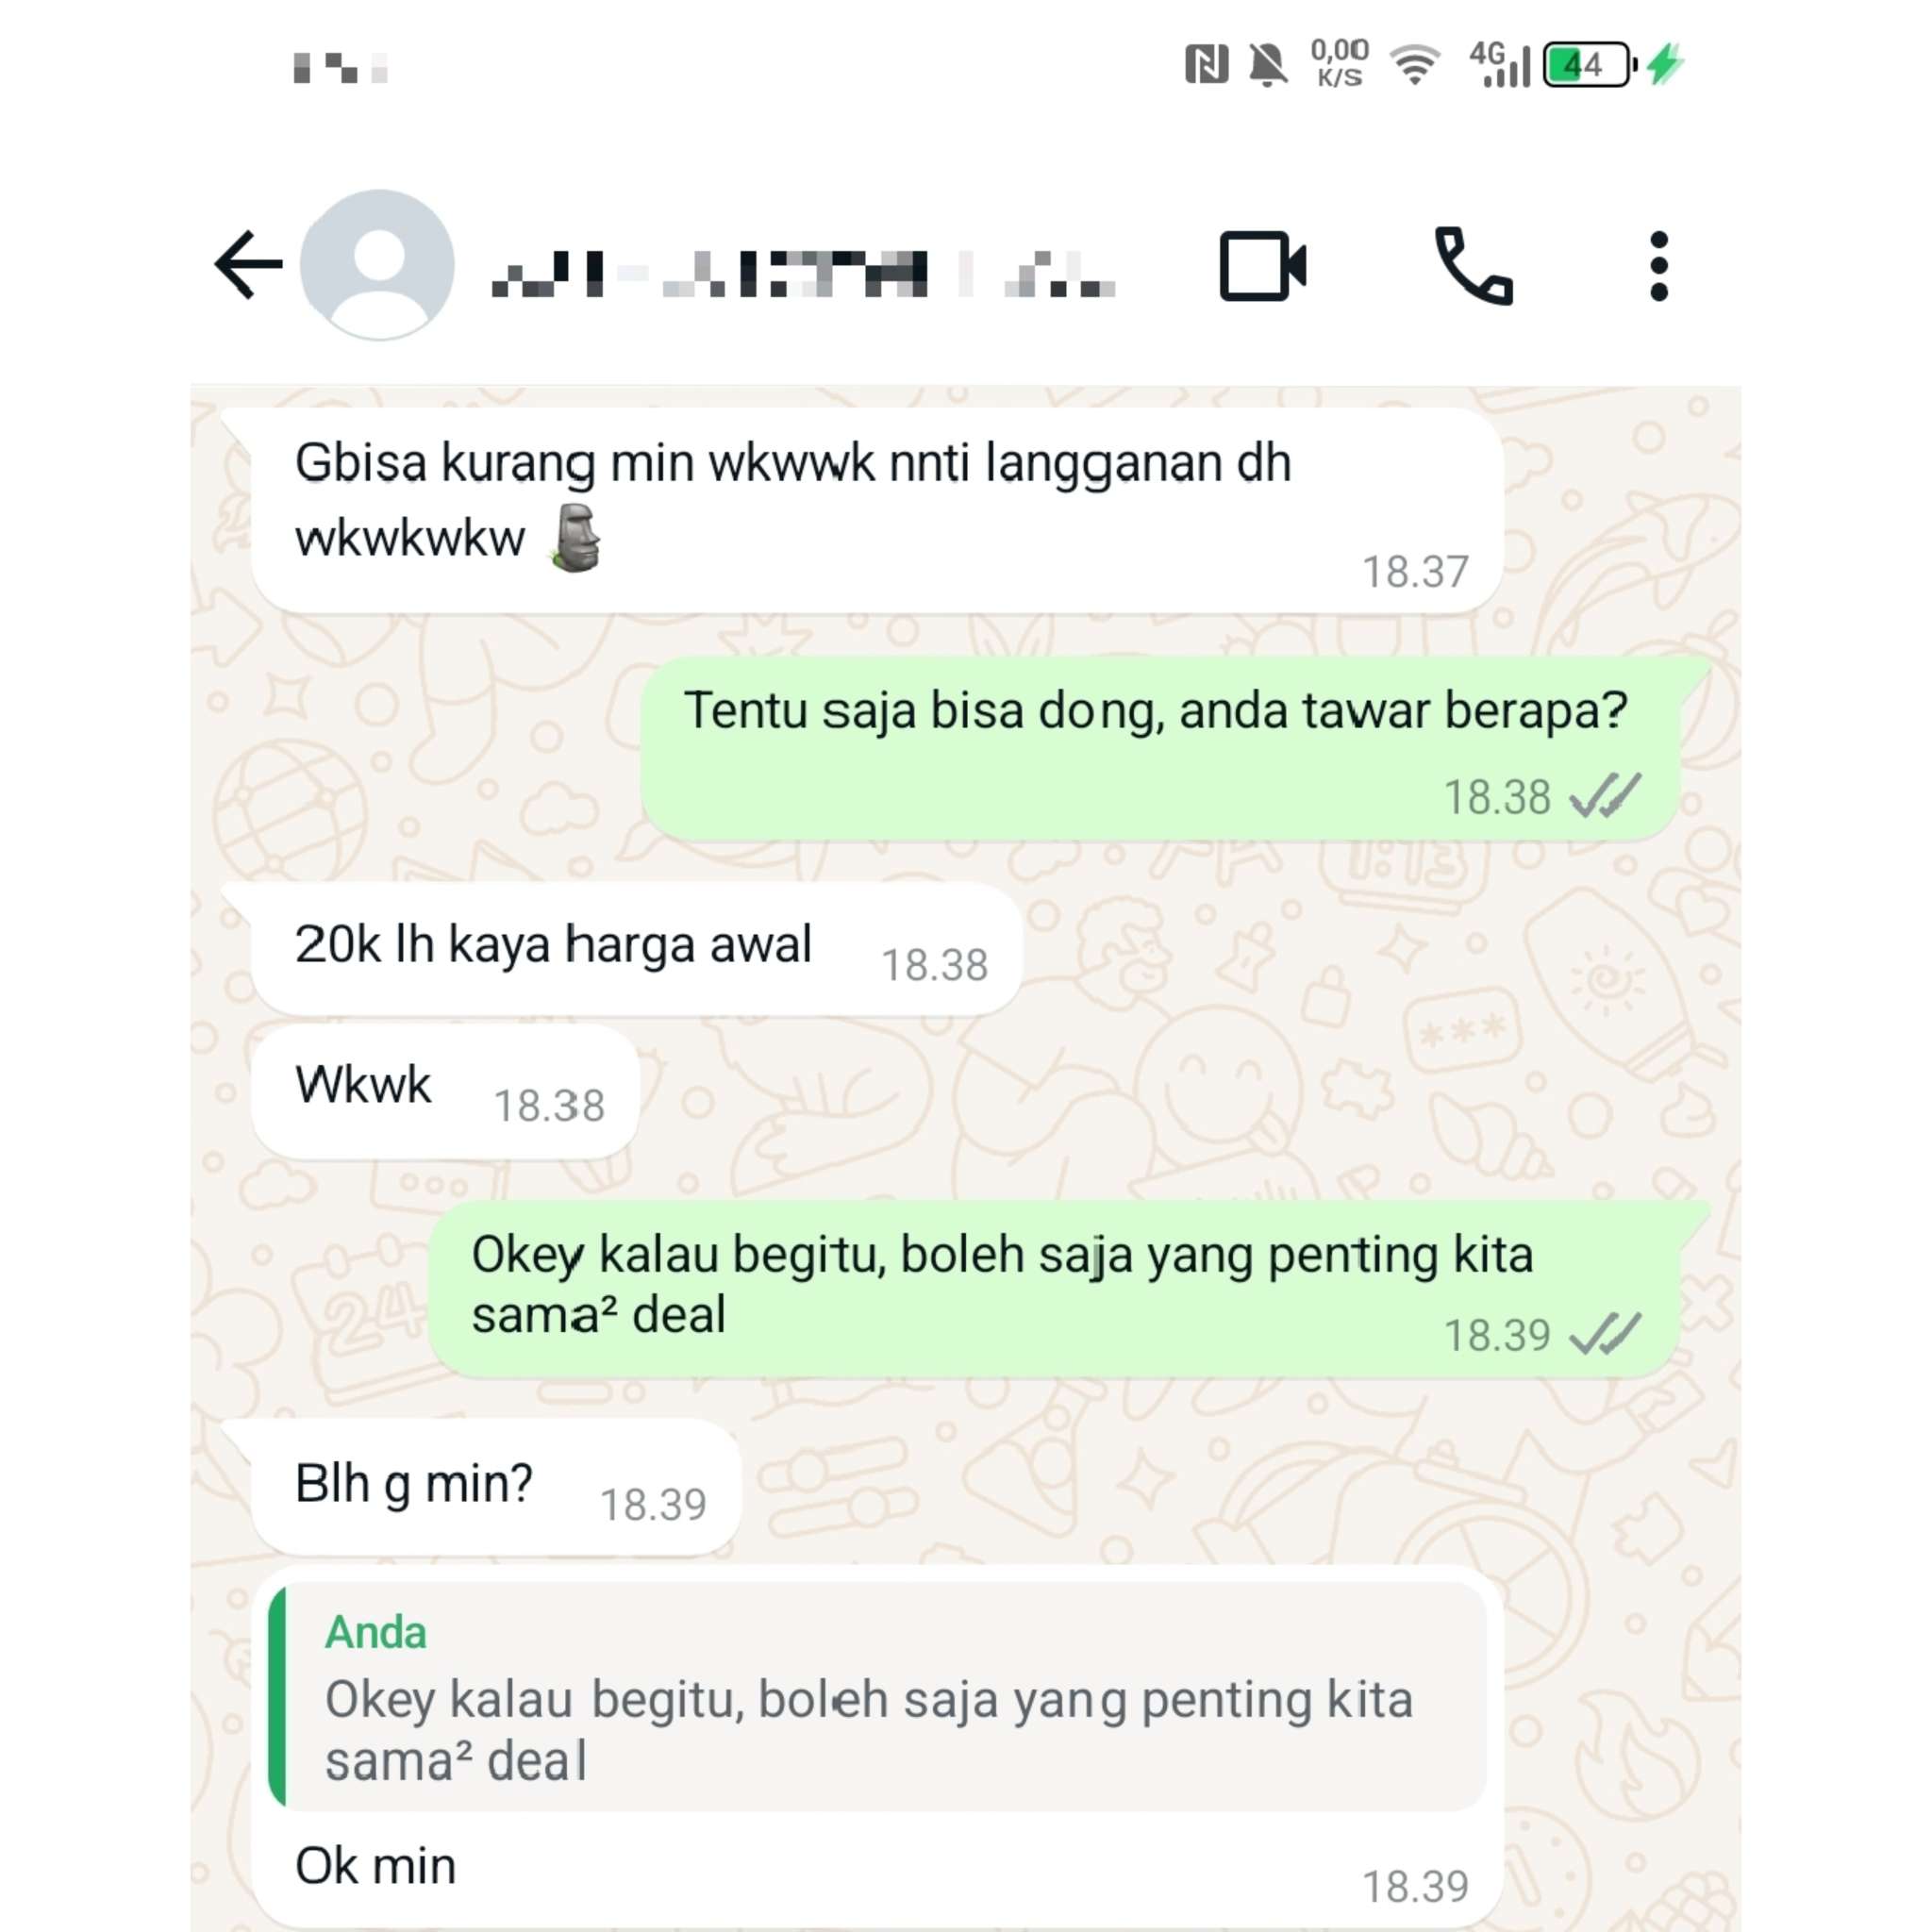 0,00
K/S
4G
44
Gbisa kurang min wkwwk nnti langganan dh
wkwkwkw 🗿
18.37
Tentu saja bisa dong, anda tawar berapa?
18.38
20k lh kaya harga awal
18.38
Wkwk
18.38
Okey kalau begitu, boleh saja yang penting kita
sama² deal
18.39
Blh g min?
18.39
Anda
Okey kalau begitu, boleh saja yang penting kita
sama² deal
Ok min
18.39